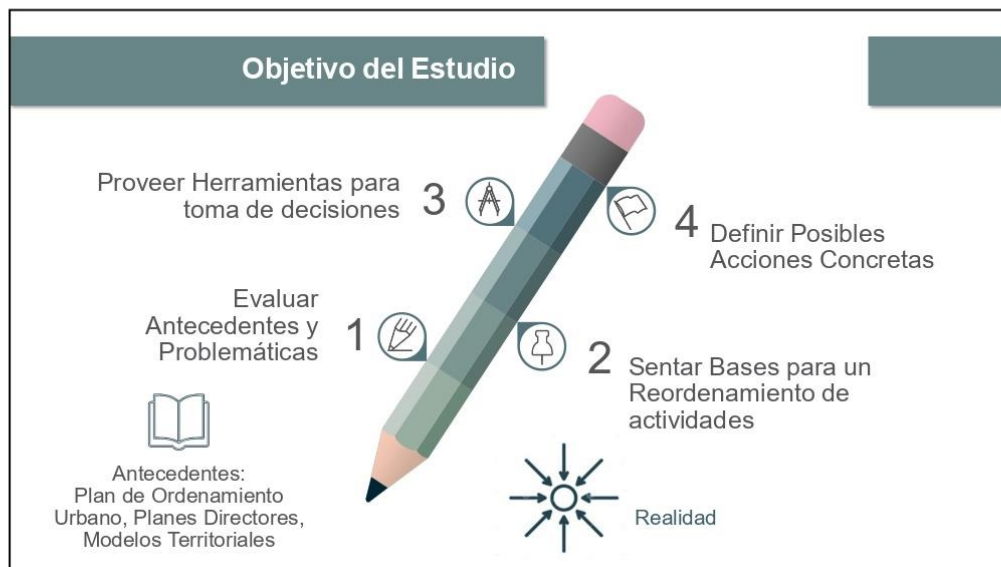 Objetivo del Estudio
Proveer Herramientas para
toma de decisiones
3
4
Definir Posibles
Acciones Concretas
Evaluar
Antecedentes y
Problemáticas
1
2
Sentar Bases para un
Reordenamiento de
actividades
Antecedentes:
Plan de Ordenamiento
Urbano, Planes Directores,
Modelos Territoriales
Realidad